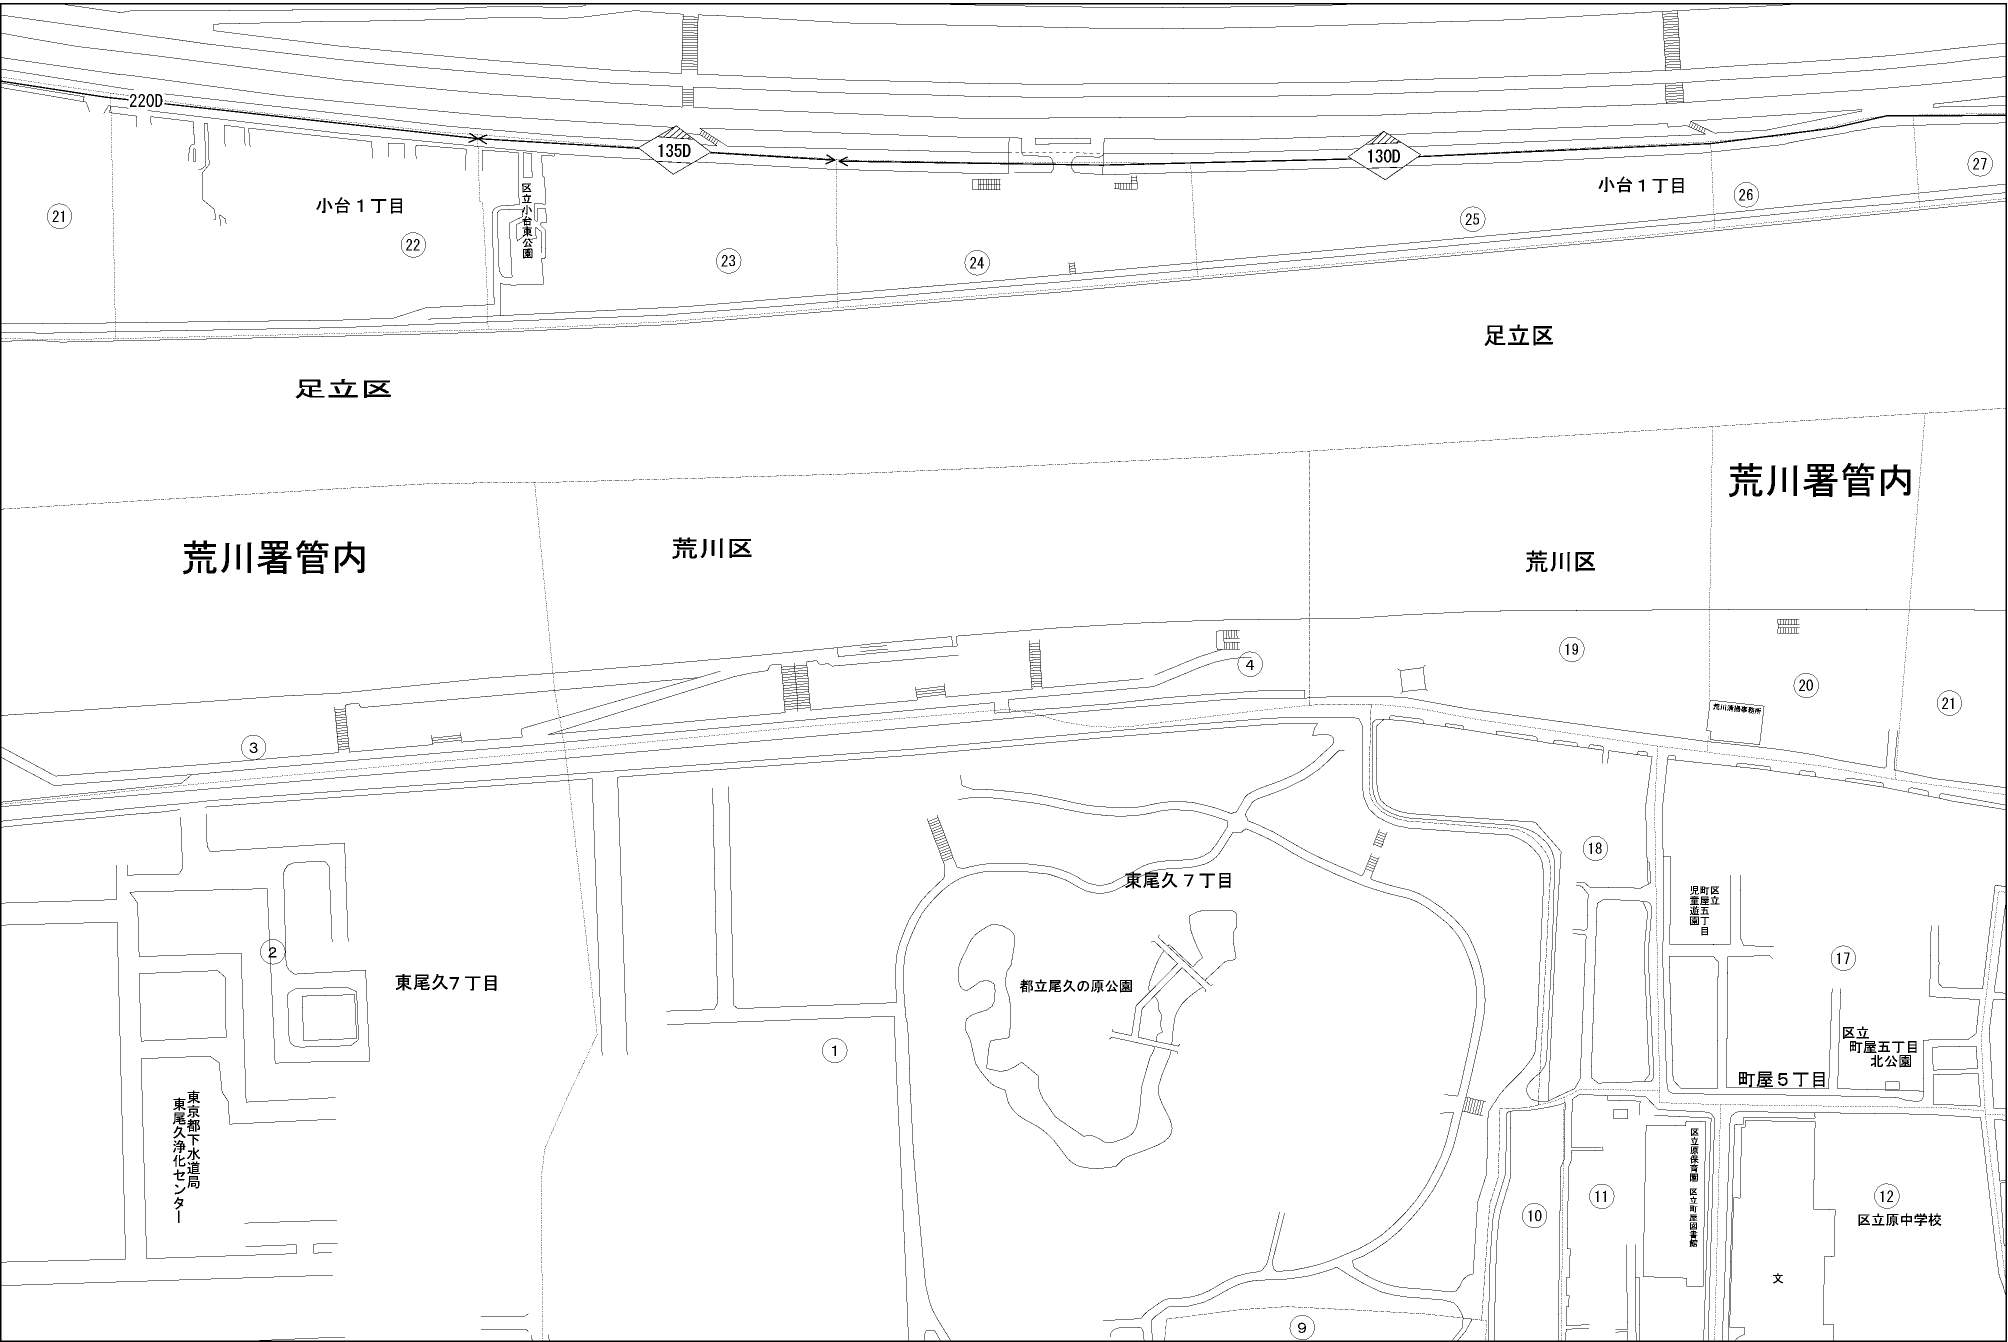 220D
135D
130D
小台１丁目
小台１丁目
21
22
23
24
25
26
27
区立小台東公園
足立区
足立区
荒川署管内
荒川署管内
荒川区
荒川区
3
4
19
20
21
荒川清掃事務所
東尾久７丁目
18
区立
町屋五丁目
児童遊園
2
東尾久７丁目
都立尾久の原公園
17
1
区立
町屋五丁目
北公園
町屋５丁目
東京都下水道局
東尾久浄化センター
区立原保育園 区立町屋図書館
10
11
12
区立原中学校
文
9